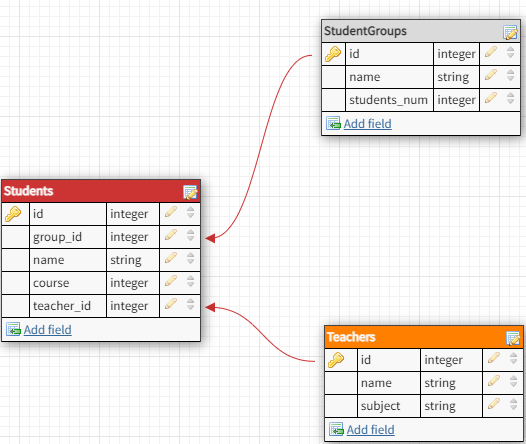 StudentGroups
id integer
name string
students_num integer
Add field
Students
id integer
group_id integer
name string
course integer
teacher_id integer
Add field
Teachers
id integer
name string
subject string
Add field